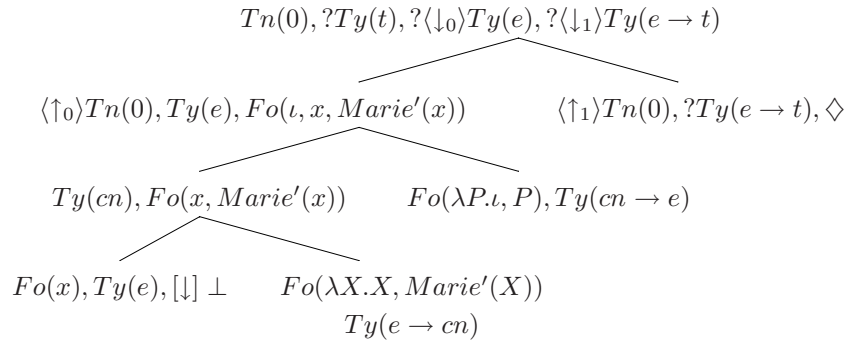 Tn(0), ?Ty(t), ?⟨↓₀⟩Ty(e), ?⟨↓₁⟩Ty(e → t)
⟨↑₀⟩Tn(0), Ty(e), Fo(ι, x, Marie′(x)) ⟨↑₁⟩Tn(0), ?Ty(e → t), ♢
Ty(cn), Fo(x, Marie′(x)) Fo(λP.ι, P), Ty(cn → e)
Fo(x), Ty(e), [↓] ⊥ Fo(λX.X, Marie′(X))
Ty(e → cn)